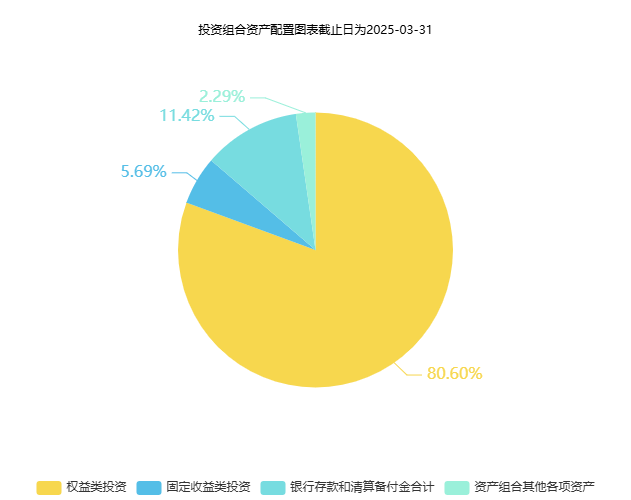 投资组合资产配置图表截止日为2025-03-31
2.29%
11.42%
5.69%
80.60%
权益类投资 固定收益类投资 银行存款和清算备付金合计 资产组合其他各项资产